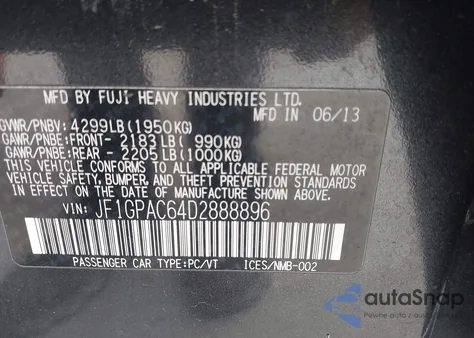 MFD BY FUJI HEAVY INDUSTRIES LTD.
MFD IN 06/13
GVWR/PNBV: 4299LB(1950KG)
GAWR/PNBE:FRONT- 2183LB( 990KG)
GAWR/PNBE:REAR - 2205LB(1000KG)
THIS VEHICLE CONFORMS TO ALL APPLICABLE FEDERAL MOTOR
VEHICLE SAFETY, BUMPER, AND THEFT PREVENTION STANDARDS
IN EFFECT ON THE DATE OF MANUFACTURE SHOWN ABOVE.
VIN: JF1GPAC64D2888896
PASSENGER CAR TYPE:PC/VT ICES/NMB-002
autaSnap
Pewne auto z